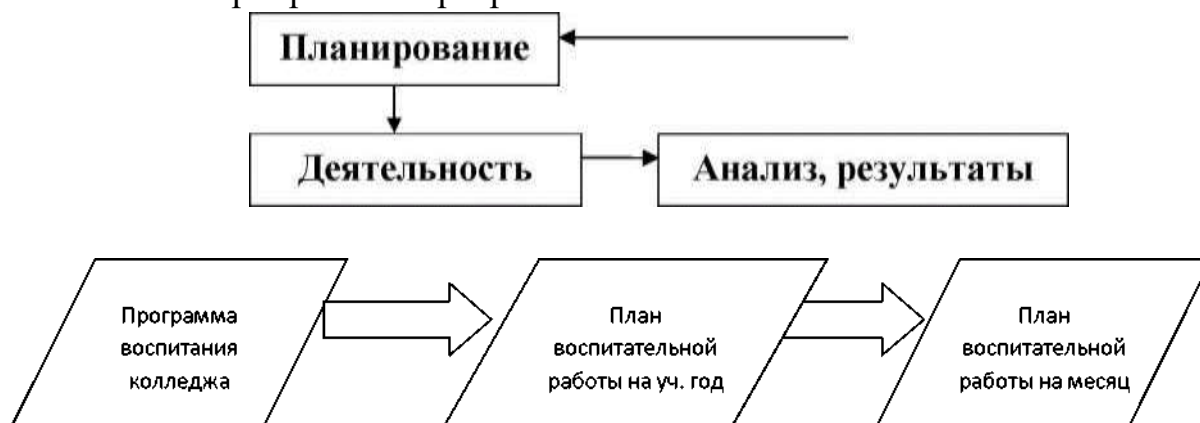 Планирование
Деятельность
Анализ, результаты
Программа
воспитания
колледжа
План
воспитательной
работы на уч. год
План
воспитательной
работы на месяц